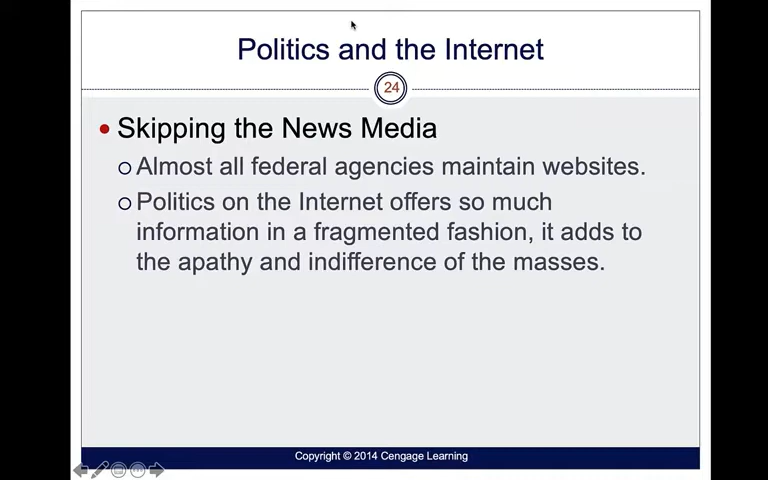 Politics and the Internet
24
Skipping the News Media
Almost all federal agencies maintain websites.
Politics on the Internet offers so much
information in a fragmented fashion, it adds to
the apathy and indifference of the masses.
Copyright © 2014 Cengage Learning